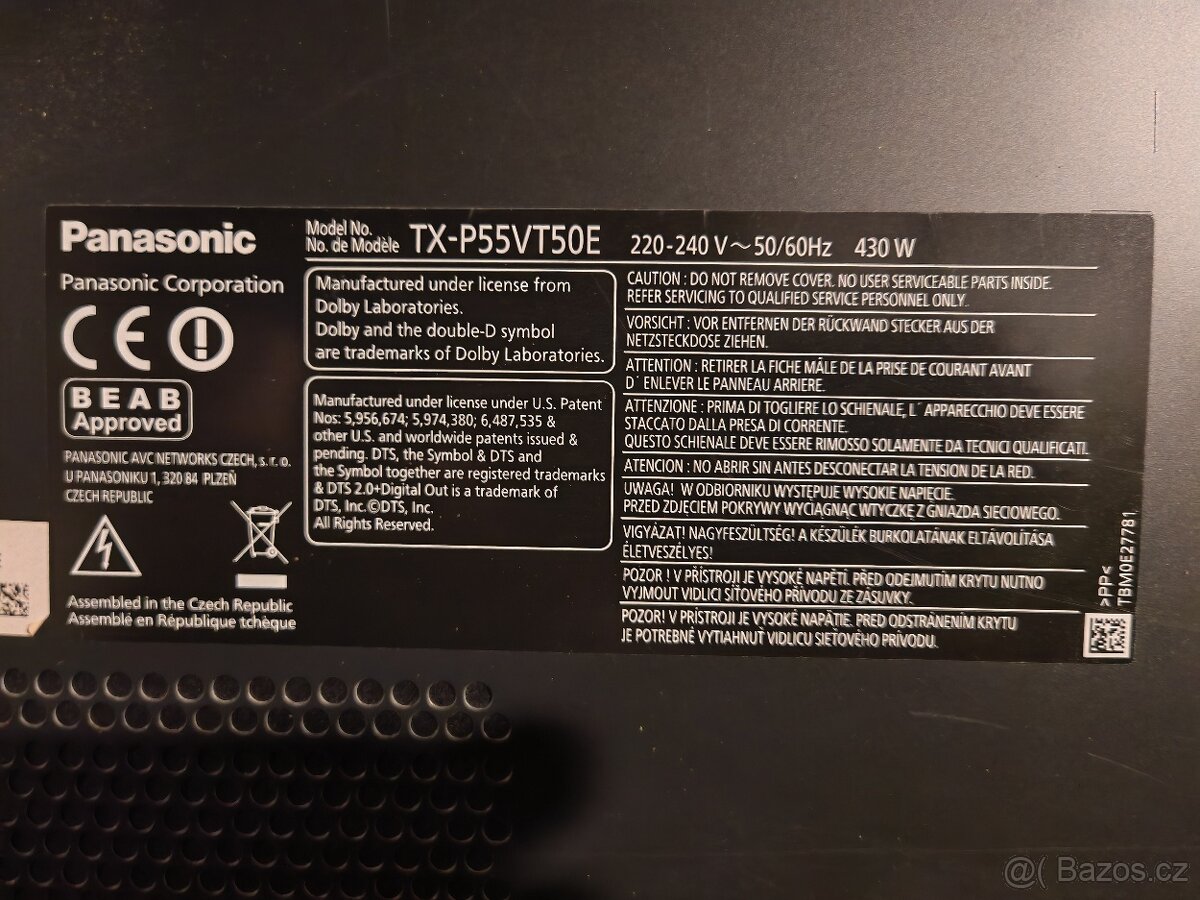 Panasonic
Panasonic Corporation
CE
BEAB
Approved
PANASONIC AVC NETWORKS CZECH, s.r.o.
U PANASONIKU 1, 320 84 PLZEŇ
CZECH REPUBLIC
Assembled in the Czech Republic
Assemblé en République tchèque
Model No.
No. de Modèle TX-P55VT50E 220-240 V～50/60Hz 430 W
Manufactured under license from
Dolby Laboratories.
Dolby and the double-D symbol
are trademarks of Dolby Laboratories.
Manufactured under license under U.S. Patent
Nos: 5,956,674; 5,974,380; 6,487,535 &
other U.S. and worldwide patents issued &
pending. DTS, the Symbol & DTS and
the Symbol together are registered trademarks
& DTS 2.0+Digital Out is a trademark of
DTS, Inc.©DTS, Inc.
All Rights Reserved.
CAUTION : DO NOT REMOVE COVER. NO USER SERVICEABLE PARTS INSIDE.
REFER SERVICING TO QUALIFIED SERVICE PERSONNEL ONLY.
VORSICHT : VOR ENTFERNEN DER RÜCKWAND STECKER AUS DER
NETZSTECKDOSE ZIEHEN.
ATTENTION : RETIRER LA FICHE MÂLE DE LA PRISE DE COURANT AVANT
D´ ENLEVER LE PANNEAU ARRIERE.
ATTENZIONE : PRIMA DI TOGLIERE LO SCHIENALE, L´ APPARECCHIO DEVE ESSERE
STACCATO DALLA PRESA DI CORRENTE.
QUESTO SCHIENALE DEVE ESSERE RIMOSSO SOLAMENTE DA TECNICI QUALIFICATI.
ATENCION : NO ABRIR SIN ANTES DESCONECTAR LA TENSION DE LA RED.
UWAGA! W ODBIORNIKU WYSTĘPUJE WYSOKIE NAPIĘCIE.
PRZED ZDJĘCIEM POKRYWY WYCIĄGNĄĆ WTYCZKĘ Z GNIAZDA SIECIOWEGO.
VIGYÁZAT! NAGYFESZÜLTSÉG! A KÉSZÜLÉK BURKOLATÁNAK ELTÁVOLÍTÁSA
ÉLETVESZÉLYES!
POZOR ! V PŘÍSTROJI JE VYSOKÉ NAPĚTÍ. PŘED ODEJMUTÍM KRYTU NUTNO
VYJMOUT VIDLICI SÍŤOVÉHO PŘÍVODU ZE ZÁSUVKY.
POZOR! V PRÍSTROJI JE VYSOKÉ NAPÄTIE. PRED ODSTRÁNENÍM KRYTU
JE POTREBNÉ VYTIAHNUŤ VIDLICU SIEŤOVÉHO PRÍVODU.
>PP<
TBM0E27781
@( Bazos.cz